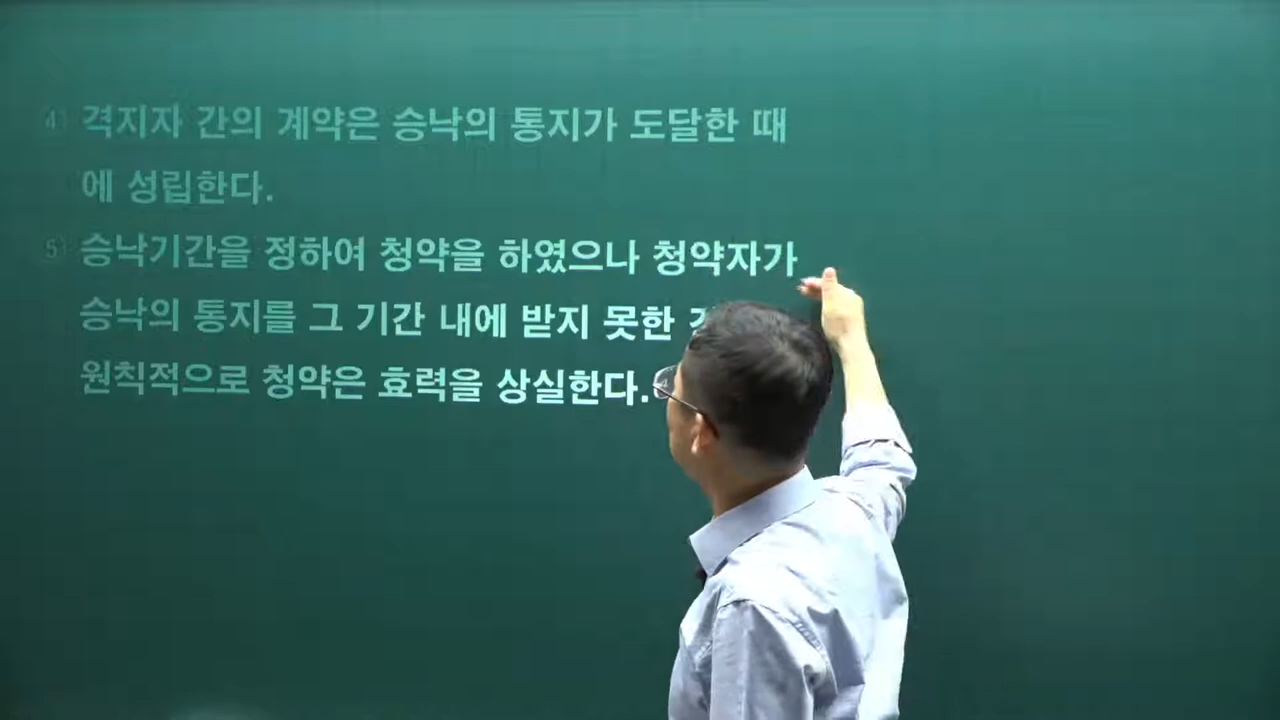 4) 격지자 간의 계약은 승낙의 통지가 도달한 때
에 성립한다.
5) 승낙기간을 정하여 청약을 하였으나 청약자가
승낙의 통지를 그 기간 내에 받지 못한
원칙적으로 청약은 효력을 상실한다.